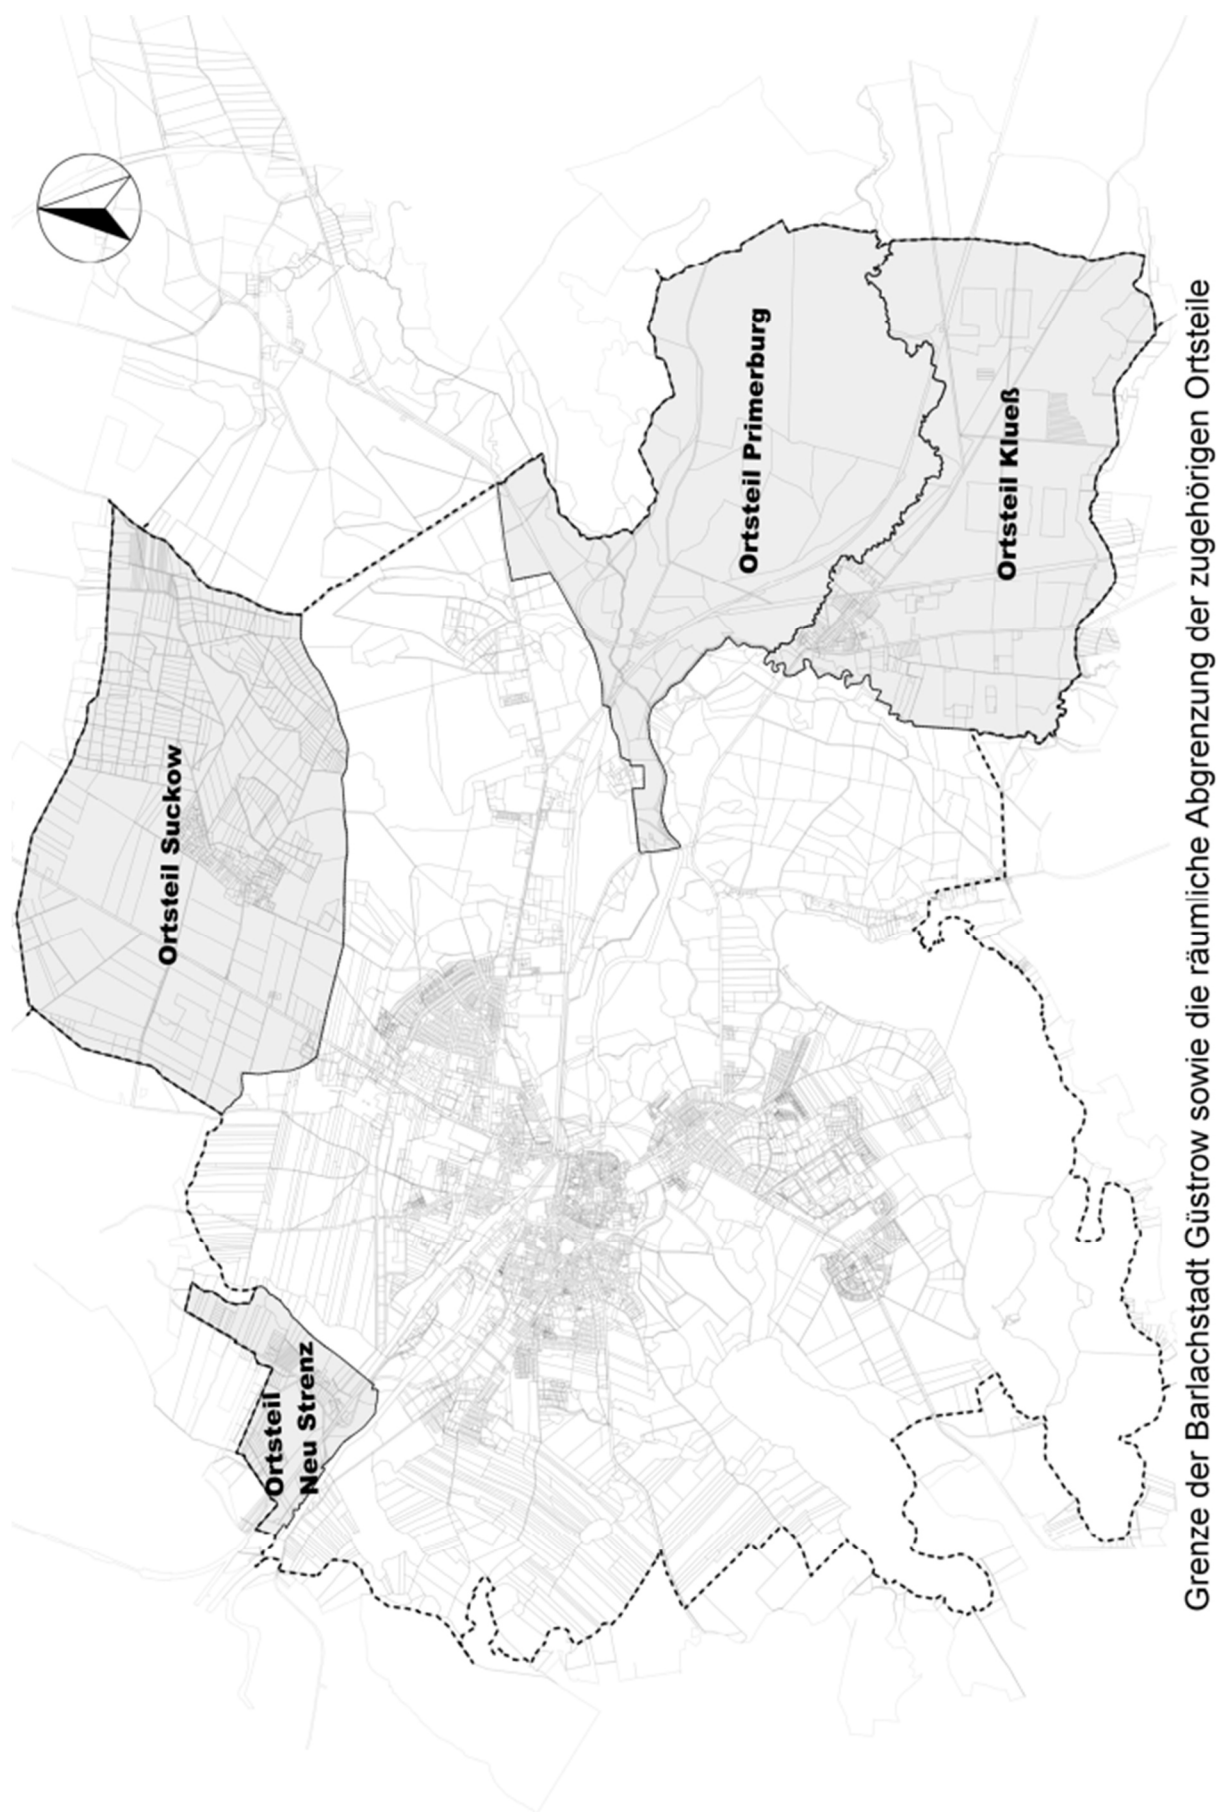 Ortsteil Suckow
Ortsteil
Neu Strenz
Ortsteil Primerburg
Ortsteil Klueß
Grenze der Barlachstadt Güstrow sowie die räumliche Abgrenzung der zugehörigen Ortsteile